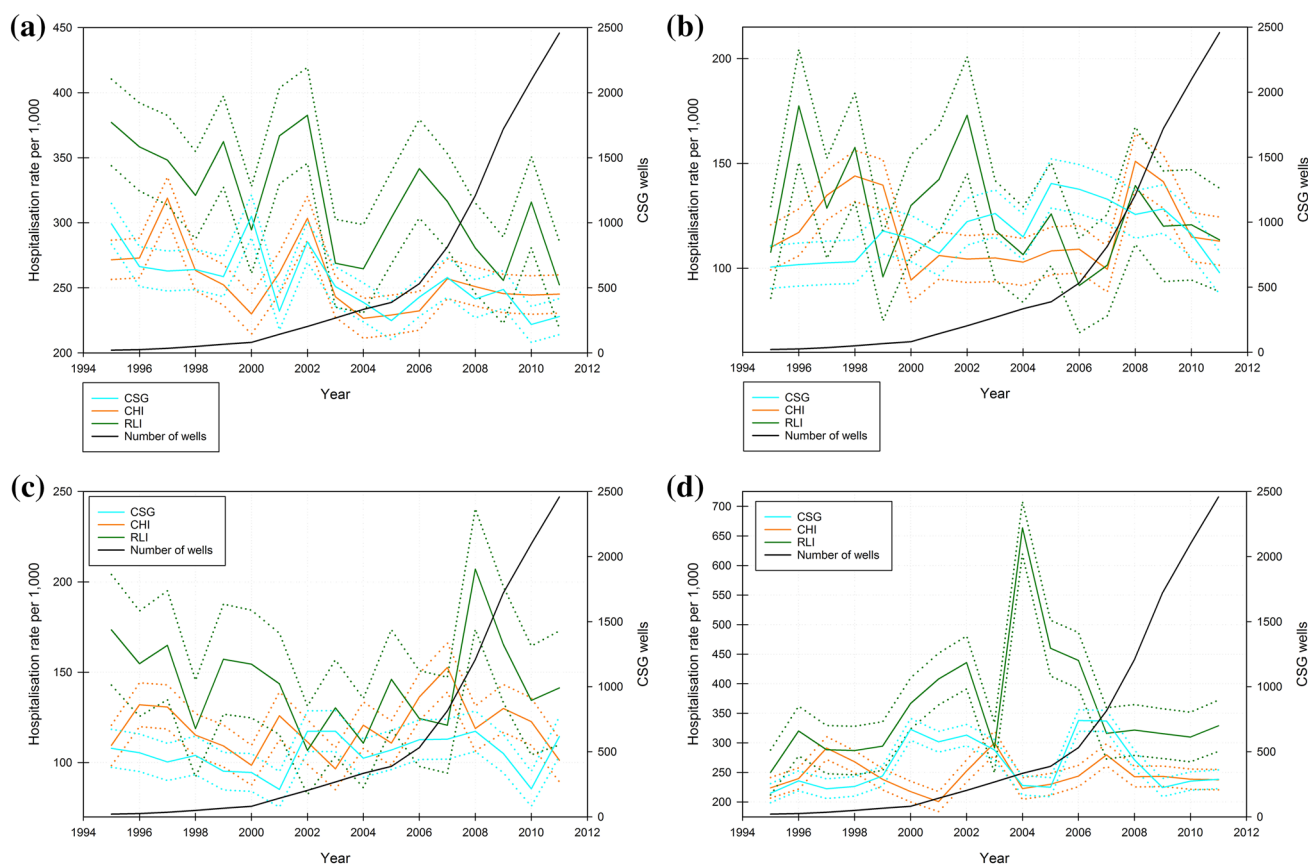 (a)
450
400
350
300
250
200
Hospitalisation rate per 1,000
2500
2000
1500
1000
500
0
CSG wells
1994 1996 1998 2000 2002 2004 2006 2008 2010 2012
Year
CSG
CHI
RLI
Number of wells
(b)
200
150
100
Hospitalisation rate per 1,000
2500
2000
1500
1000
500
0
CSG wells
1994 1996 1998 2000 2002 2004 2006 2008 2010 2012
Year
CSG
CHI
RLI
Number of wells
(c)
250
200
150
100
Hospitalisation rate per 1,000
CSG
CHI
RLI
Number of wells
2500
2000
1500
1000
500
0
CSG wells
1994 1996 1998 2000 2002 2004 2006 2008 2010 2012
Year
(d)
700
650
600
550
500
450
400
350
300
250
200
Hospitalisation rate per 1,000
CSG
CHI
RLI
Number of wells
2500
2000
1500
1000
500
0
CSG wells
1994 1996 1998 2000 2002 2004 2006 2008 2010 2012
Year